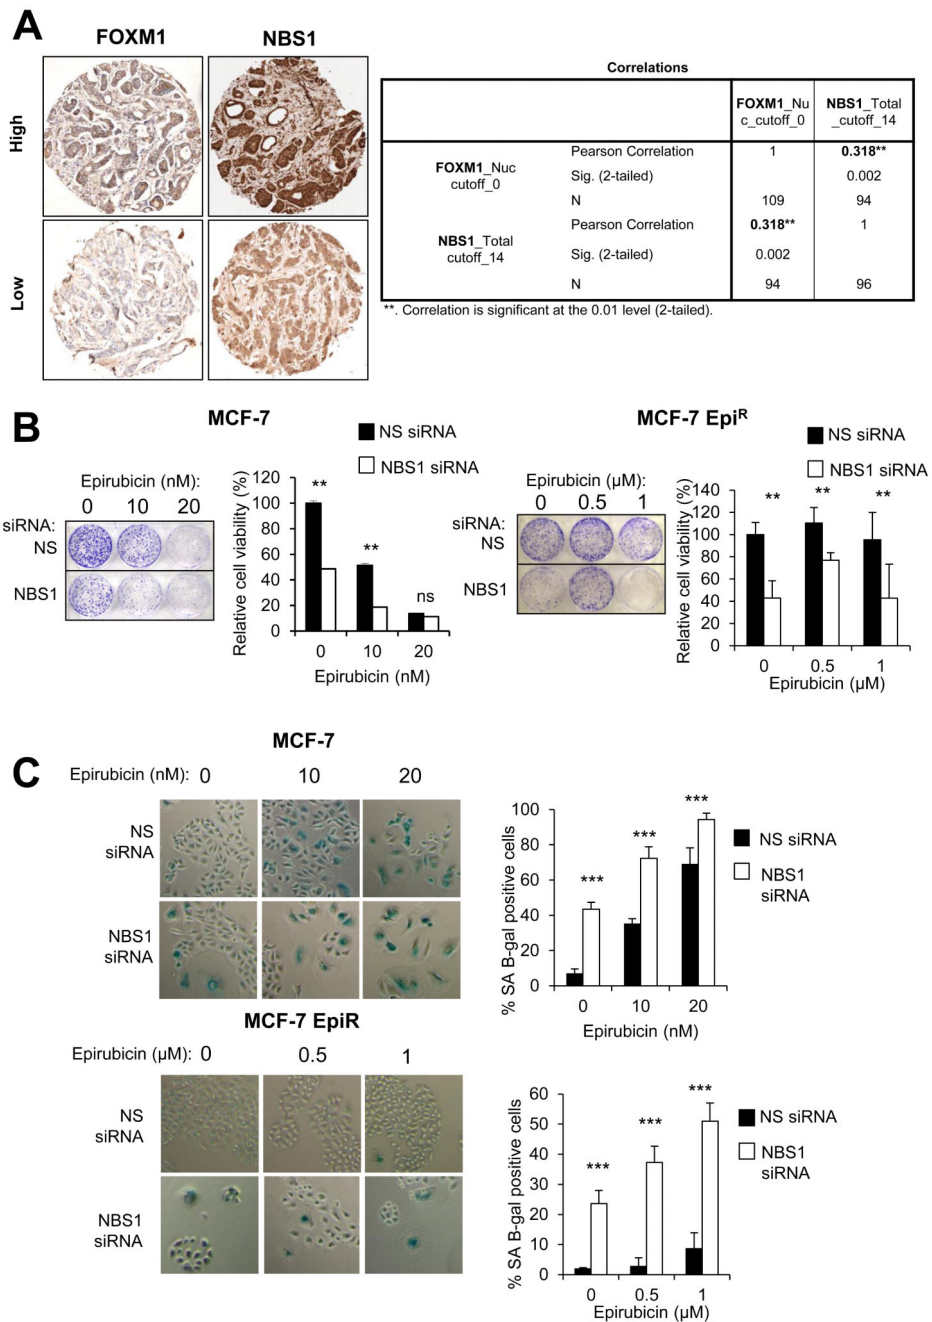 A
FOXM1
NBS1
High
Low
Correlations
FOXM1_Nu
c_cutoff_0
NBS1_Total
_cutoff_14
FOXM1_Nuc
cutoff_0
Pearson Correlation
1
0.318**
Sig. (2-tailed)
0.002
N
109
94
NBS1_Total
cutoff_14
Pearson Correlation
0.318**
1
Sig. (2-tailed)
0.002
N
94
96
**. Correlation is significant at the 0.01 level (2-tailed).
B
MCF-7
NS siRNA
NBS1 siRNA
Epirubicin (nM):
0 10 20
siRNA:
NS
NBS1
Relative cell viability (%)
120
100
80
60
40
20
0
**
**
ns
0 10 20
Epirubicin (nM)
MCF-7 EpiR
NS siRNA
NBS1 siRNA
Epirubicin (µM):
0 0.5 1
siRNA:
NS
NBS1
Relative cell viability (%)
140
120
100
80
60
40
20
0
**
**
**
0 0.5 1
Epirubicin (µM)
C
MCF-7
Epirubicin (nM): 0 10 20
NS
siRNA
NBS1
siRNA
% SA B-gal positive cells
100
80
60
40
20
0
***
***
***
0 10 20
Epirubicin (nM)
NS siRNA
NBS1
siRNA
MCF-7 EpiR
Epirubicin (µM): 0 0.5 1
NS
siRNA
NBS1
siRNA
% SA B-gal positive cells
60
50
40
30
20
10
0
***
***
***
0 0.5 1
Epirubicin (µM)
NS siRNA
NBS1
siRNA